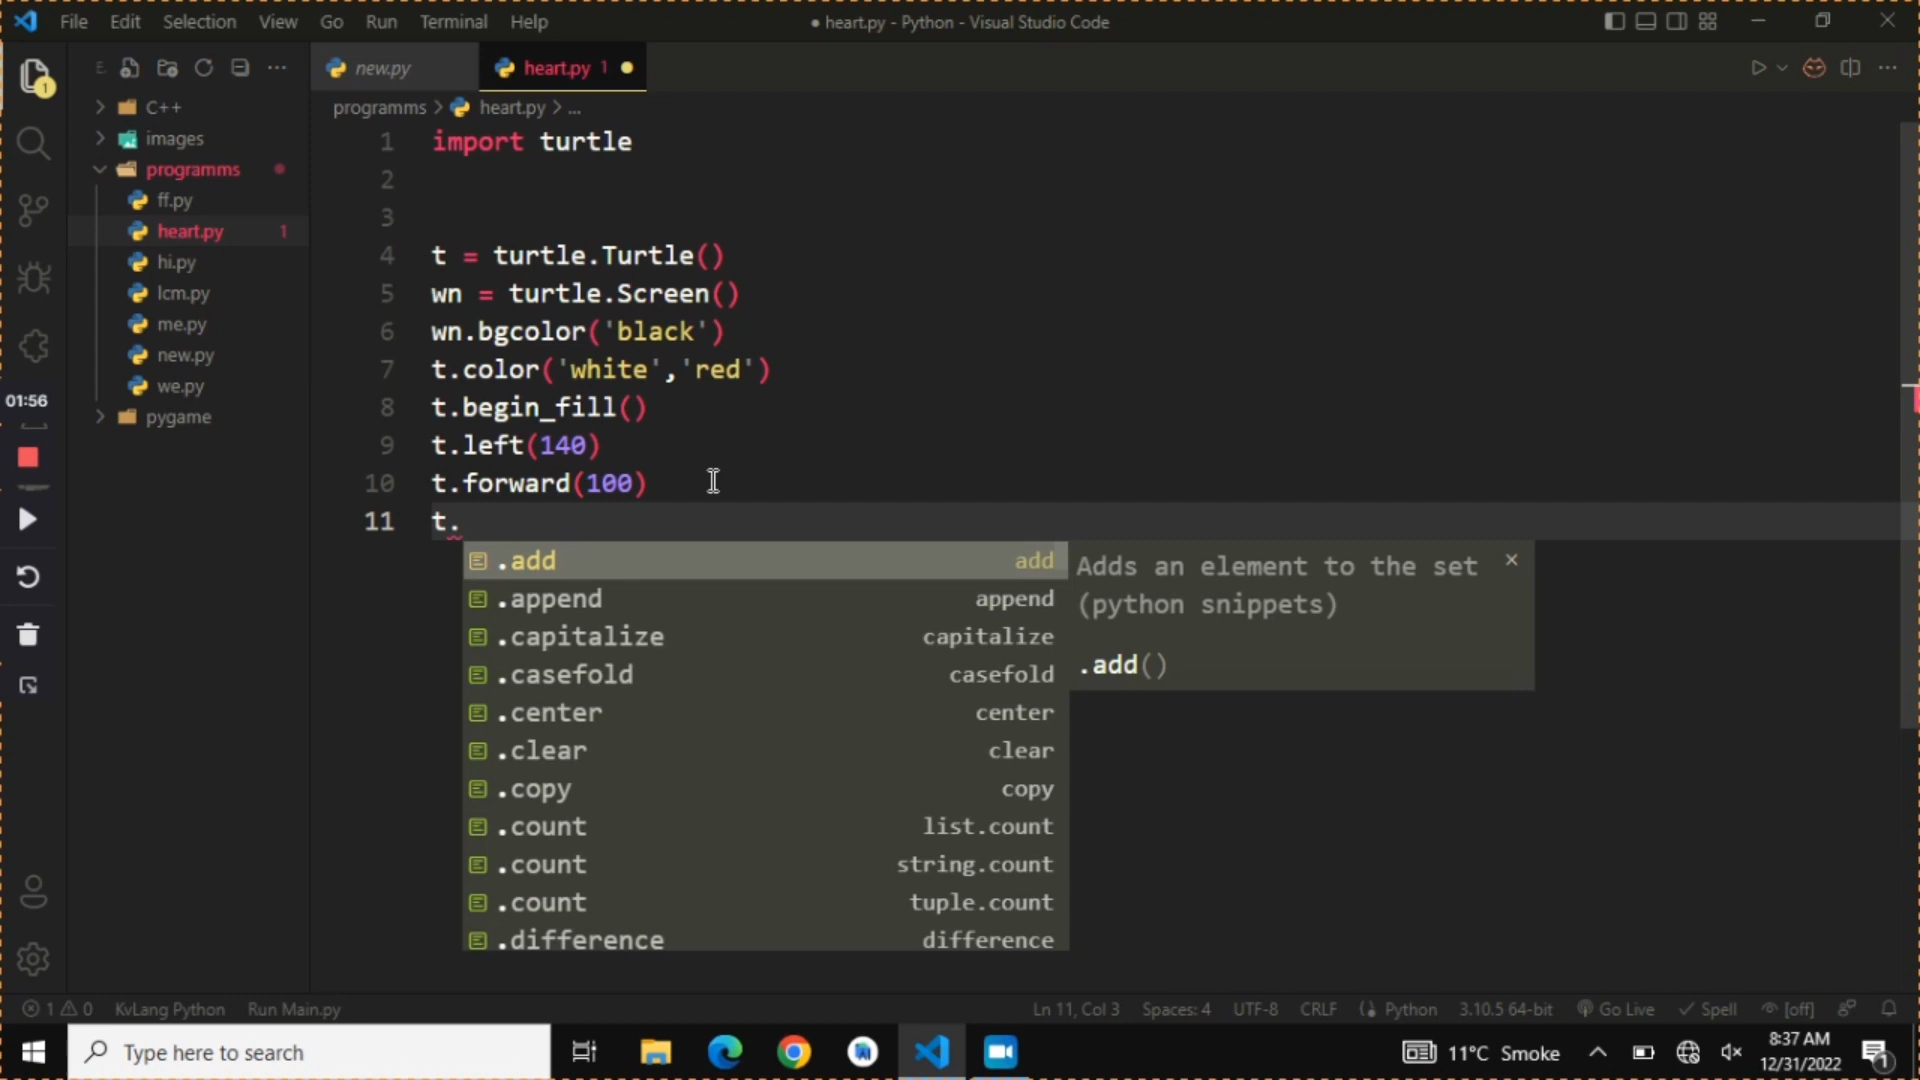 File Edit Selection View Go Run Terminal Help
● heart.py - Python - Visual Studio Code
E
new.py
heart.py 1
C++
images
programms
ff.py
heart.py 1
hi.py
lcm.py
me.py
new.py
we.py
pygame
1
01:56
programms > heart.py > ...
1 import turtle
2
3
4 t = turtle.Turtle()
5 wn = turtle.Screen()
6 wn.bgcolor('black')
7 t.color('white','red')
8 t.begin_fill()
9 t.left(140)
10 t.forward(100)
11 t.
.add add
.append append
.capitalize capitalize
.casefold casefold
.center center
.clear clear
.copy copy
.count list.count
.count string.count
.count tuple.count
.difference difference
Adds an element to the set
(python snippets)
.add()
1 0 KvLang Python Run Main.py
Ln 11, Col 3 Spaces: 4 UTF-8 CRLF Python 3.10.5 64-bit Go Live Spell [off]
Type here to search
11°C Smoke
8:37 AM
12/31/2022
1